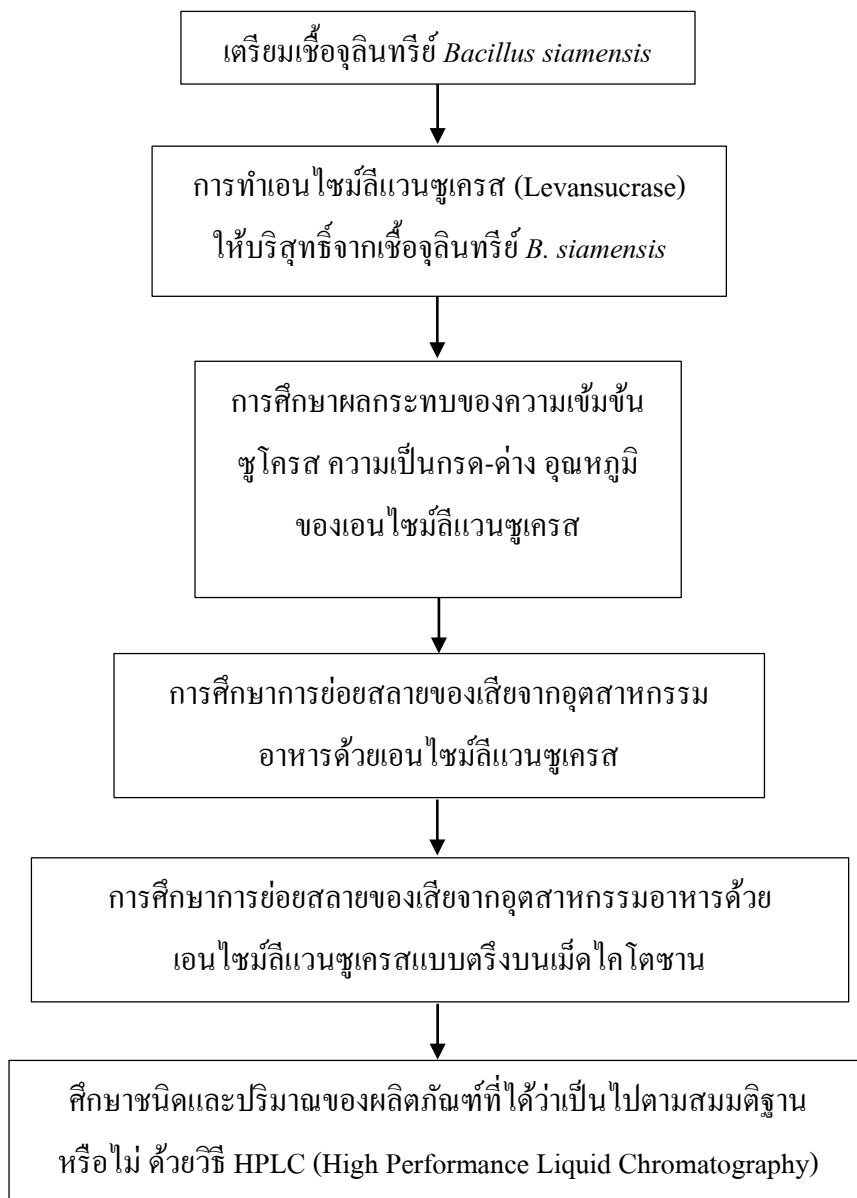 เตรียมเชื้อจุลินทรีย์ Bacillus siamensis
การทำเอนไซม์ลีแวนซูเครส (Levansucrase)
ให้บริสุทธิ์จากเชื้อจุลินทรีย์ B. siamensis
การศึกษาผลกระทบของความเข้มข้น
ซูโครส ความเป็นกรด-ด่าง อุณหภูมิ
ของเอนไซม์ลีแวนซูเครส
การศึกษาการย่อยสลายของเสียจากอุตสาหกรรม
อาหารด้วยเอนไซม์ลีแวนซูเครส
การศึกษาการย่อยสลายของเสียจากอุตสาหกรรมอาหารด้วย
เอนไซม์ลีแวนซูเครสแบบตรึงบนเม็ดไคโตซาน
ศึกษาชนิดและปริมาณของผลิตภัณฑ์ที่ได้ว่าเป็นไปตามสมมติฐาน
หรือไม่ ด้วยวิธี HPLC (High Performance Liquid Chromatography)